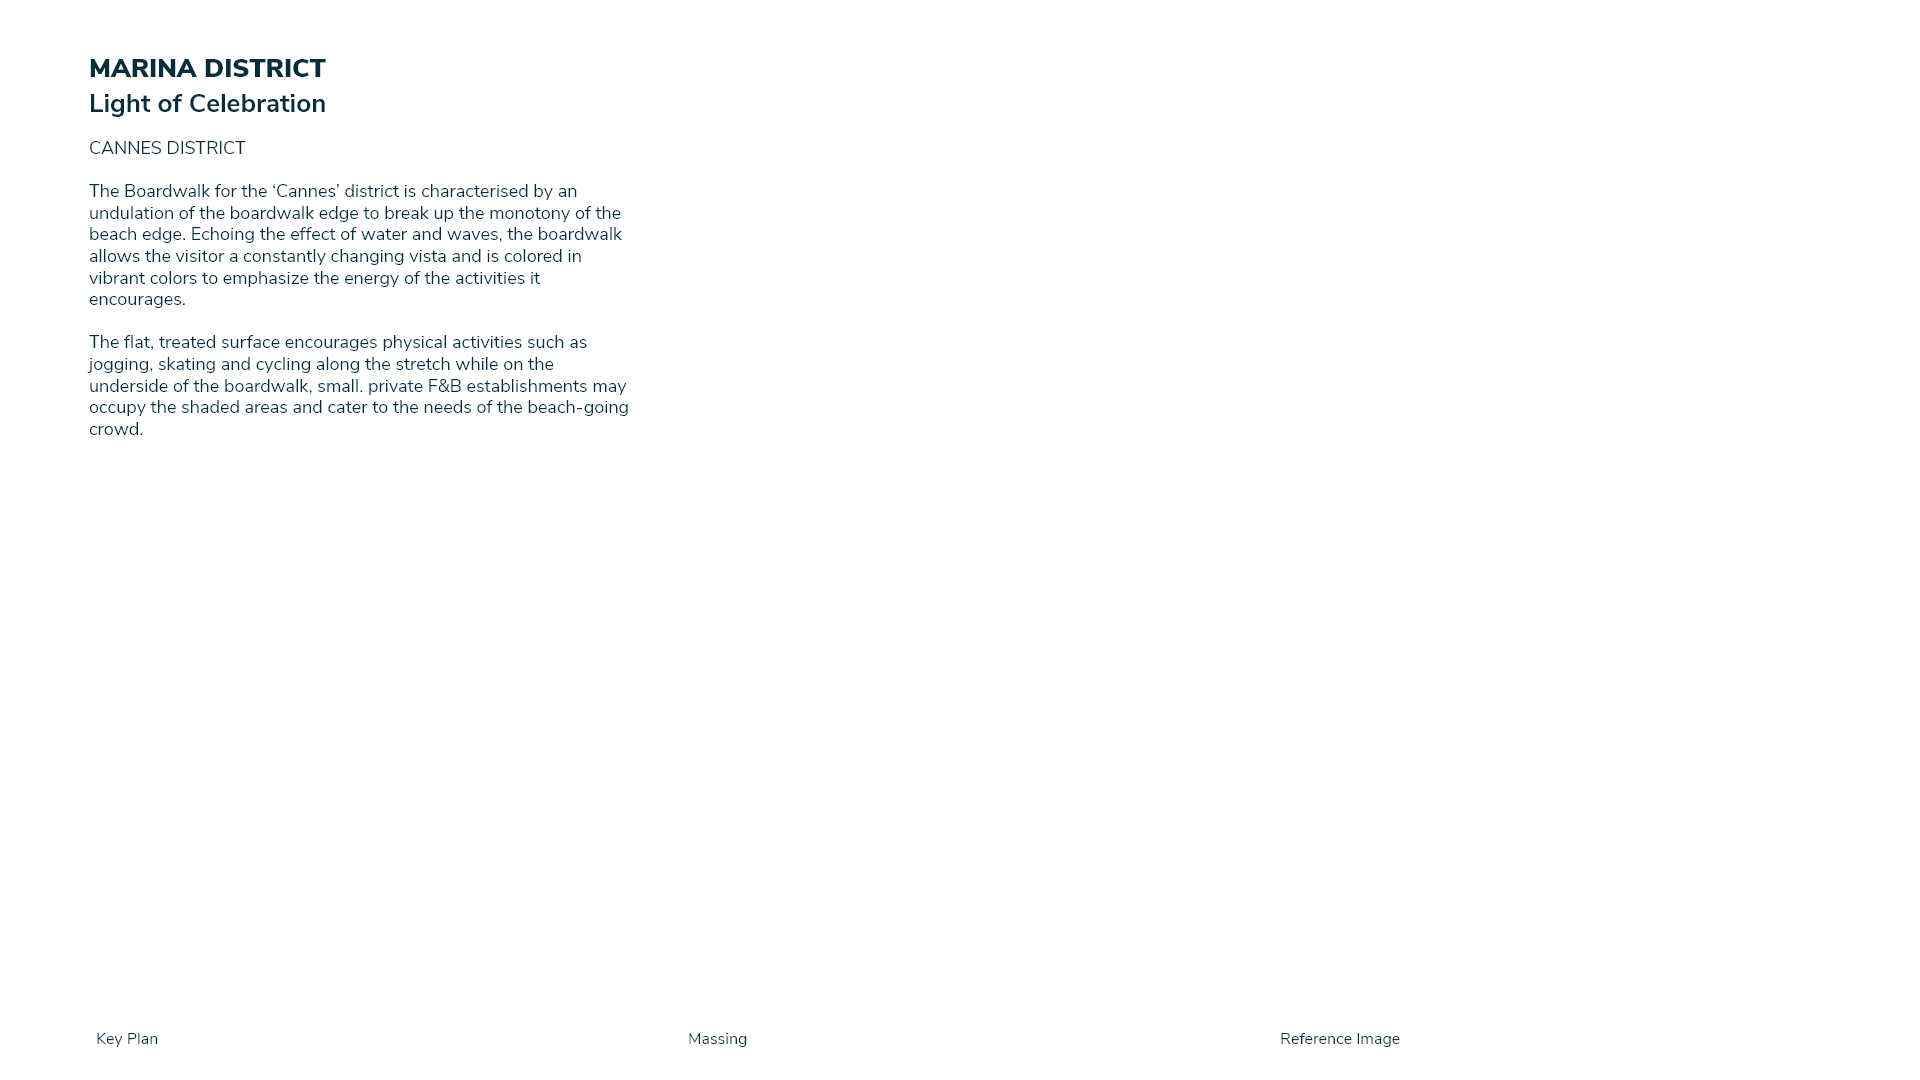 MARINA DISTRICT
Light of Celebration
CANNES DISTRICT
The Boardwalk for the ‘Cannes’ district is characterised by an
undulation of the boardwalk edge to break up the monotony of the
beach edge. Echoing the effect of water and waves, the boardwalk
allows the visitor a constantly changing vista and is colored in
vibrant colors to emphasize the energy of the activities it
encourages.
The flat, treated surface encourages physical activities such as
jogging, skating and cycling along the stretch while on the
underside of the boardwalk, small. private F&B establishments may
occupy the shaded areas and cater to the needs of the beach-going
crowd.
Key Plan
Massing
Reference Image